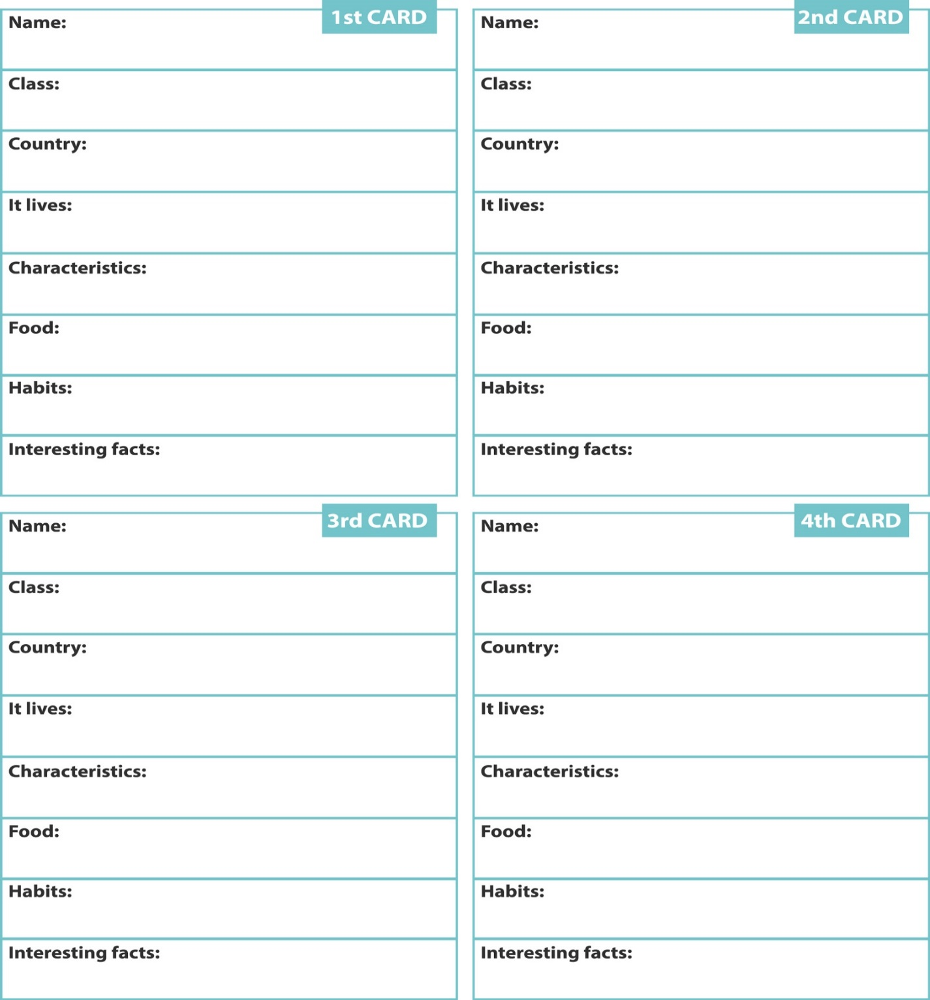 1st CARD
Name:
Class:
Country:
It lives:
Characteristics:
Food:
Habits:
Interesting facts:
2nd CARD
Name:
Class:
Country:
It lives:
Characteristics:
Food:
Habits:
Interesting facts:
3rd CARD
Name:
Class:
Country:
It lives:
Characteristics:
Food:
Habits:
Interesting facts:
4th CARD
Name:
Class:
Country:
It lives:
Characteristics:
Food:
Habits:
Interesting facts: